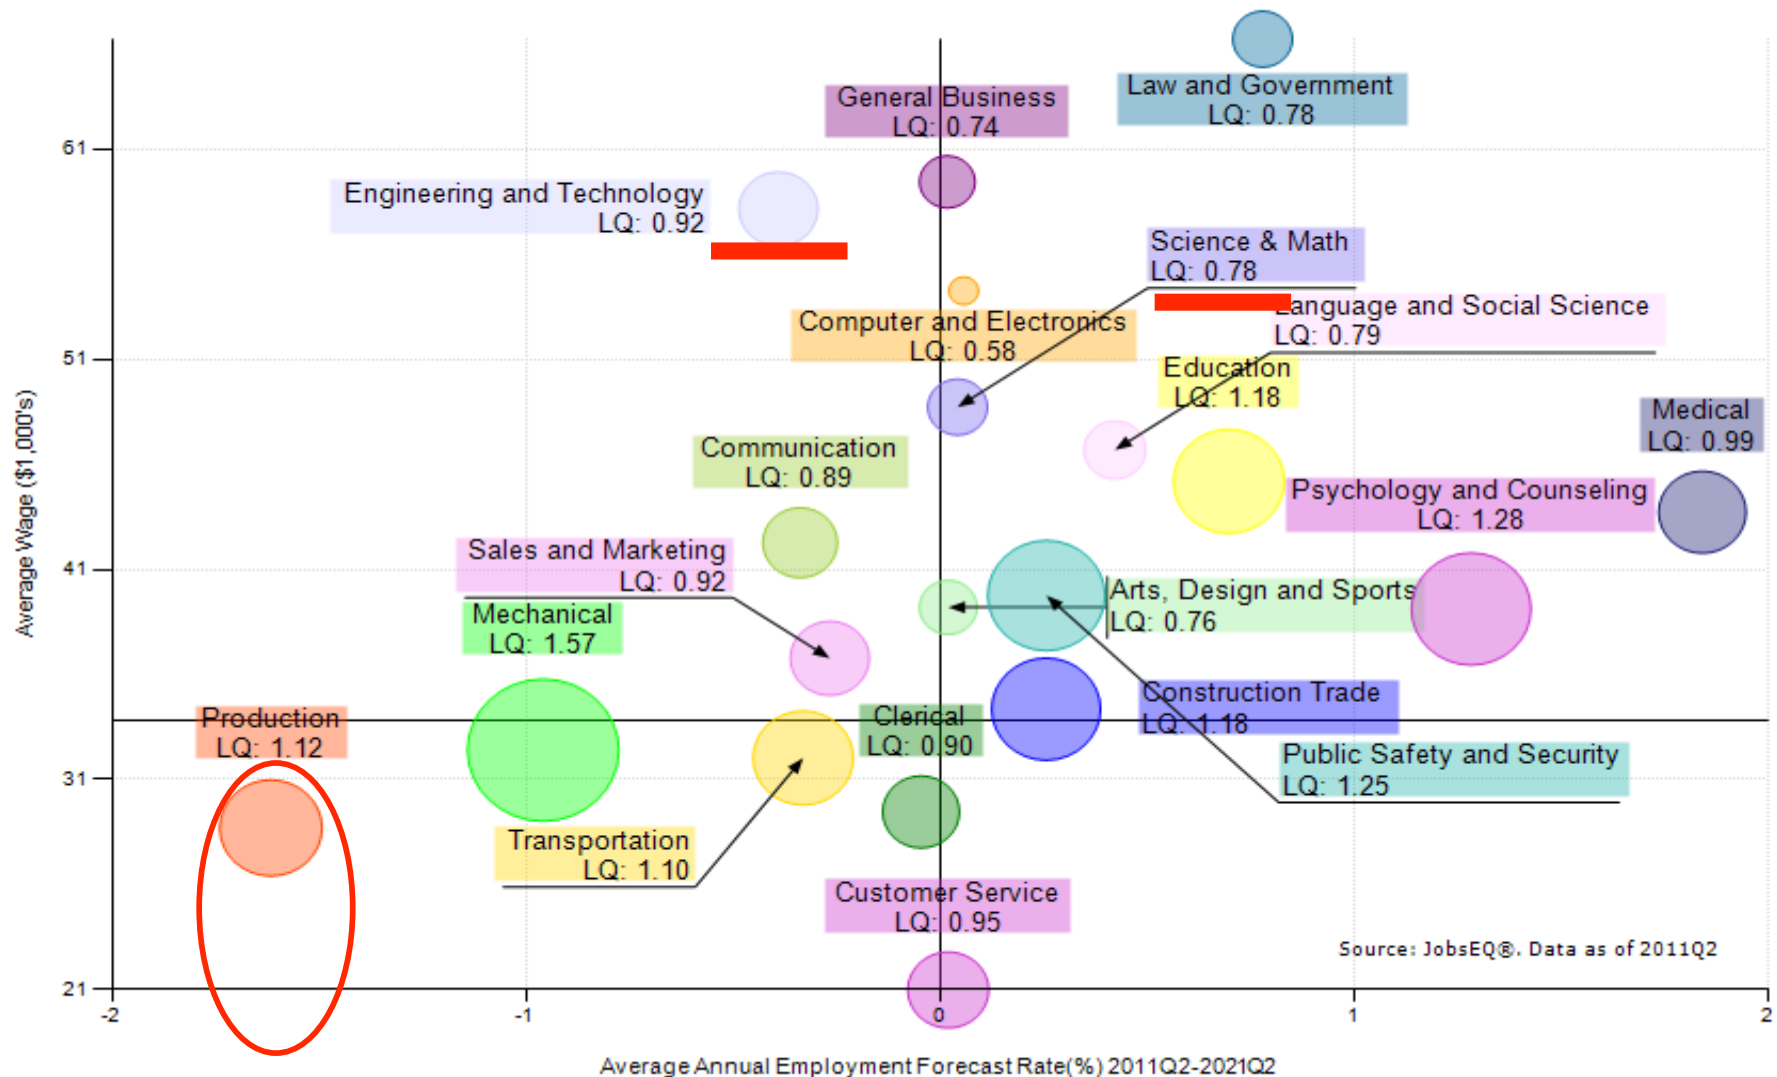 Law and Government
LQ: 0.78
General Business
LQ: 0.74
61
Engineering and Technology
LQ: 0.92
Science & Math
LQ: 0.78
Language and Social Science
LQ: 0.79
Computer and Electronics
LQ: 0.58
51
Education
LQ: 1.18
Medical
LQ: 0.99
Communication
LQ: 0.89
Psychology and Counseling
LQ: 1.28
Average Wage ($1,000's)
Sales and Marketing
LQ: 0.92
41
Arts, Design and Sports
LQ: 0.76
Mechanical
LQ: 1.57
Construction Trade
LQ: 1.18
Production
LQ: 1.12
Clerical
LQ: 0.90
Public Safety and Security
LQ: 1.25
31
Transportation
LQ: 1.10
Customer Service
LQ: 0.95
Source: JobsEQ®. Data as of 2011Q2
21
-2
-1
0
1
2
Average Annual Employment Forecast Rate(%) 2011Q2-2021Q2